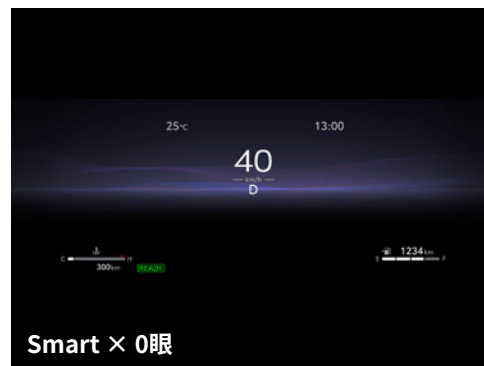 25℃ 13:00
40
km/h
D
C H
300km READY
1234km
E F
Smart × 0眼